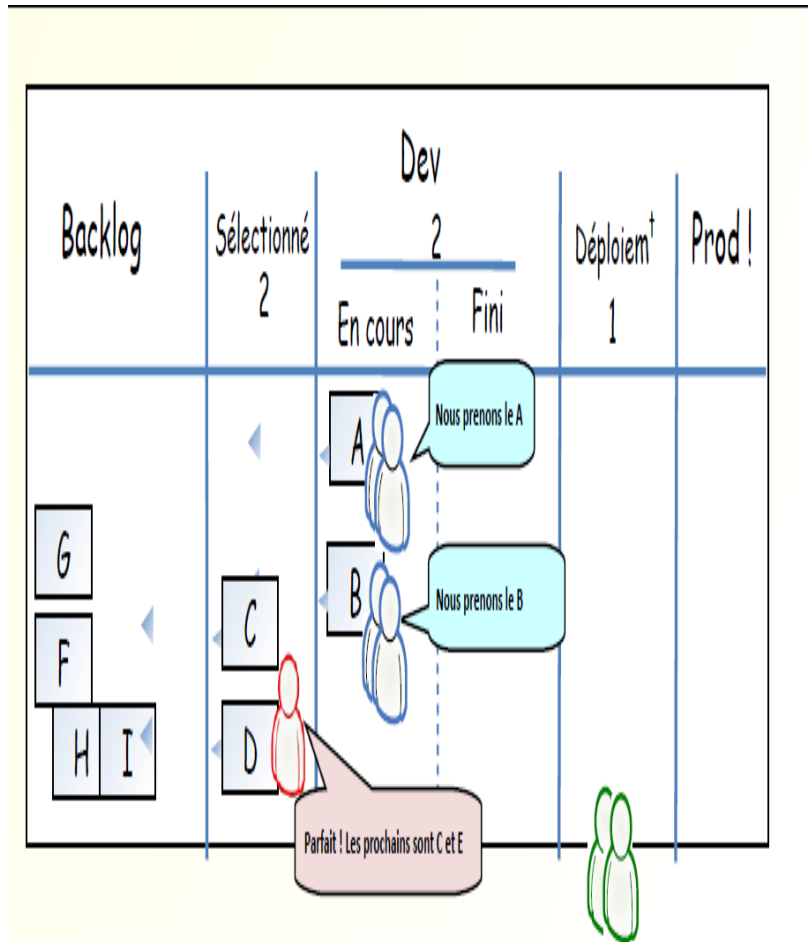 Dev
Backlog
Sélectionné
2
2
Déploiemt
1
Prod !
En cours
Fini
A
Nous prenons le A
G
B
Nous prenons le B
C
F
H
I
D
Parfait ! Les prochains sont C et E